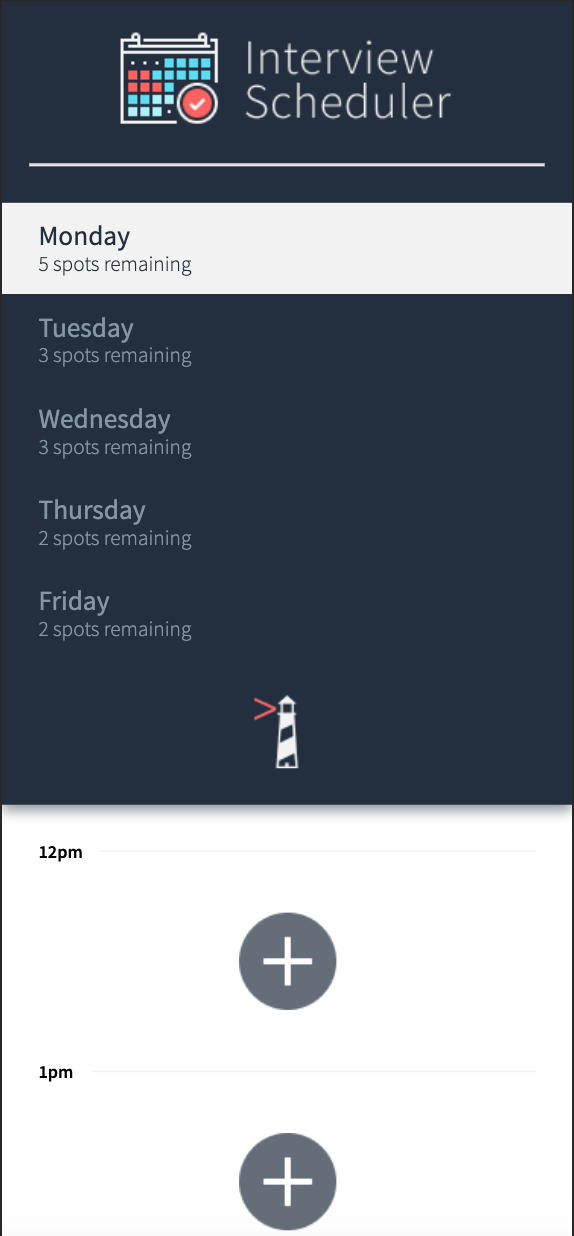 Interview
Scheduler
Monday
5 spots remaining
Tuesday
3 spots remaining
Wednesday
3 spots remaining
Thursday
2 spots remaining
Friday
2 spots remaining
12pm
1pm